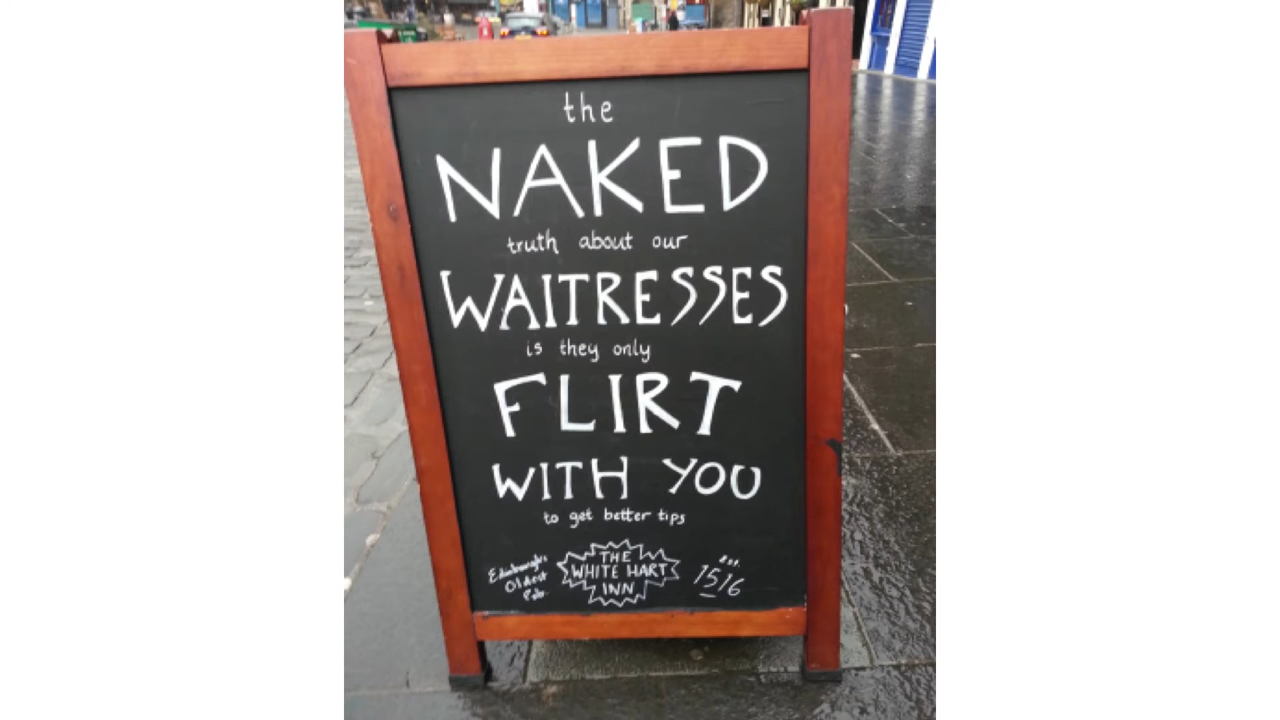 the
NAKED
truth about our
WAITRESSES
is they only
FLIRT
WITH YOU
to get better tips
Edinburgh's
Oldest
Pub.
THE
WHITE HART
INN
Est.
1516